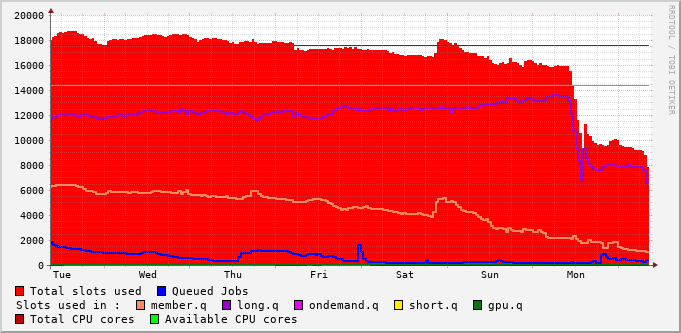 20000
18000
16000
14000
12000
10000
8000
6000
4000
2000
0
Tue Wed Thu Fri Sat Sun Mon
RRDTOOL / TOBI OETIKER
Total slots used Queued Jobs
Slots used in : member.q long.q ondemand.q short.q gpu.q
Total CPU cores Available CPU cores